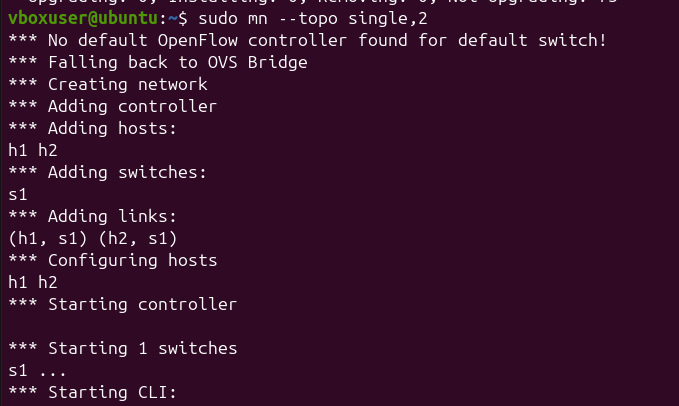 vboxuser@ubuntu:~$ sudo mn --topo single,2
*** No default OpenFlow controller found for default switch!
*** Falling back to OVS Bridge
*** Creating network
*** Adding controller
*** Adding hosts:
h1 h2
*** Adding switches:
s1
*** Adding links:
(h1, s1) (h2, s1)
*** Configuring hosts
h1 h2
*** Starting controller

*** Starting 1 switches
s1 ...
*** Starting CLI: